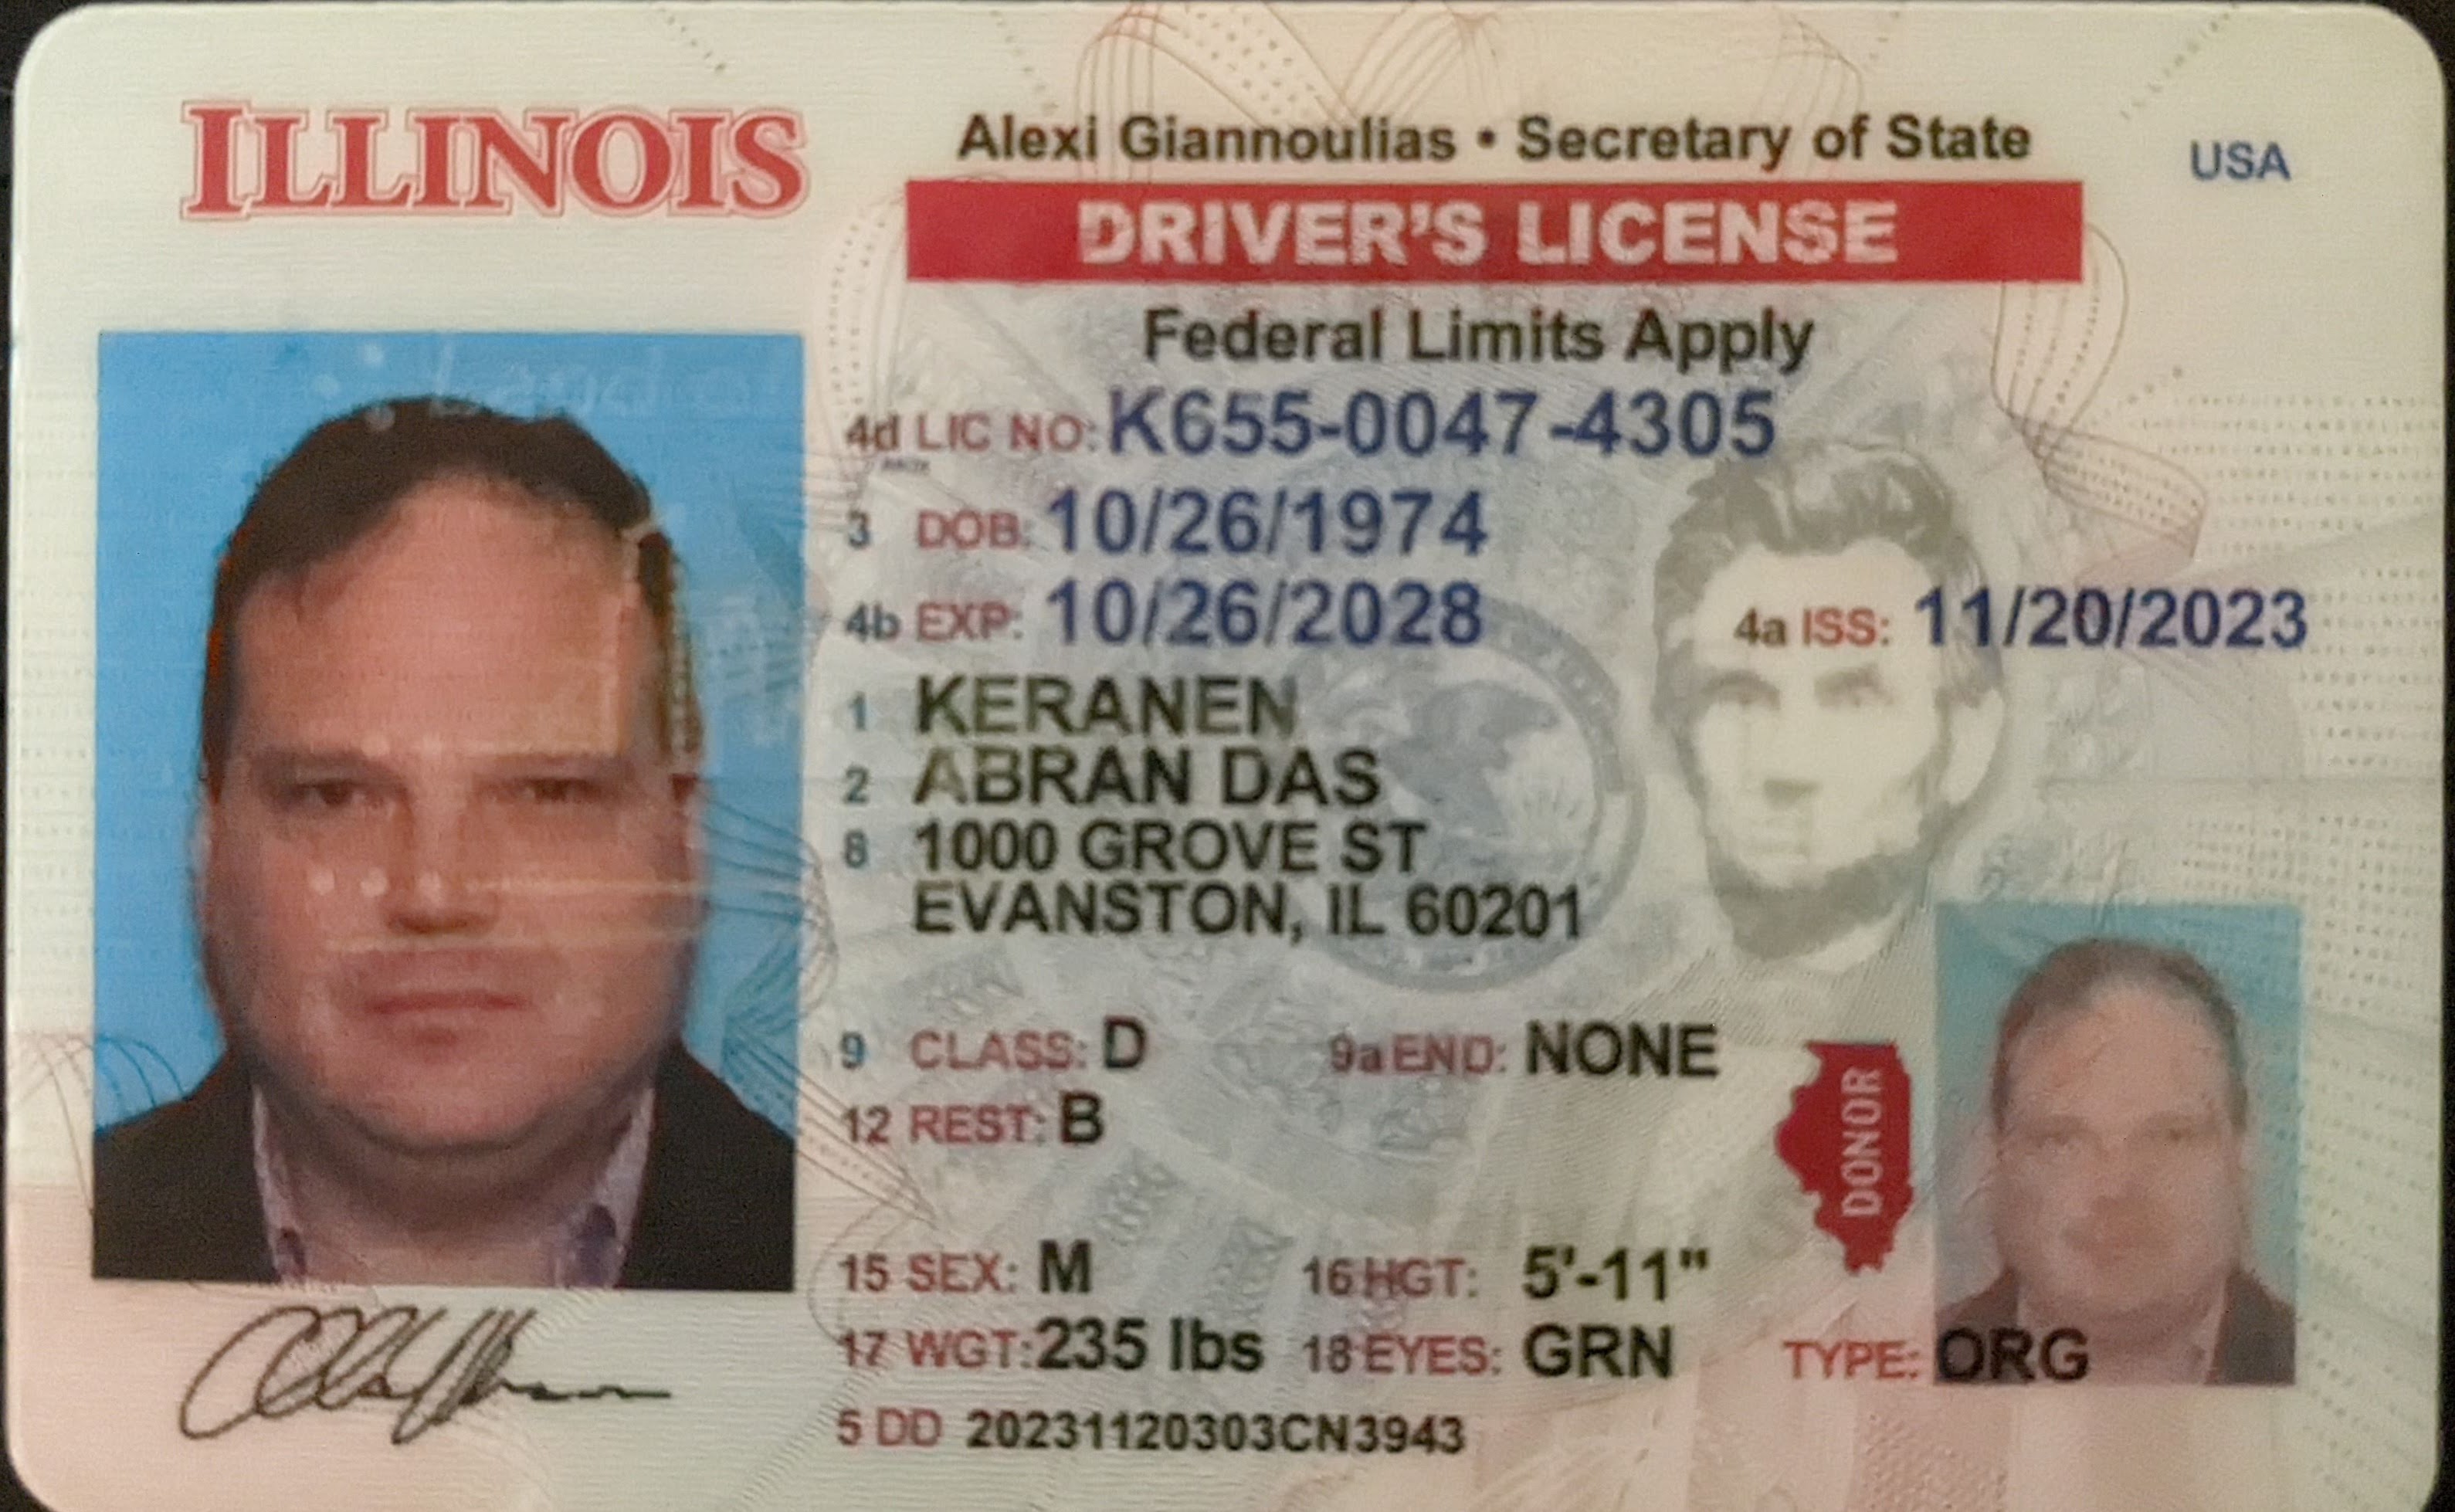 ILLINOIS
Alexi Giannoulias • Secretary of State
USA
DRIVER'S LICENSE
Federal Limits Apply
4d LIC NO: K655-0047-4305
3 DOB: 10/26/1974
4b EXP: 10/26/2028
4a ISS: 11/20/2023
1 KERANEN
2 ABRAN DAS
8 1000 GROVE ST
EVANSTON, IL 60201
9 CLASS: D
9a END: NONE
12 REST: B
DONOR
15 SEX: M
16 HGT: 5'-11"
17 WGT: 235 lbs
18 EYES: GRN
TYPE: ORG
5 DD 20231120303CN3943